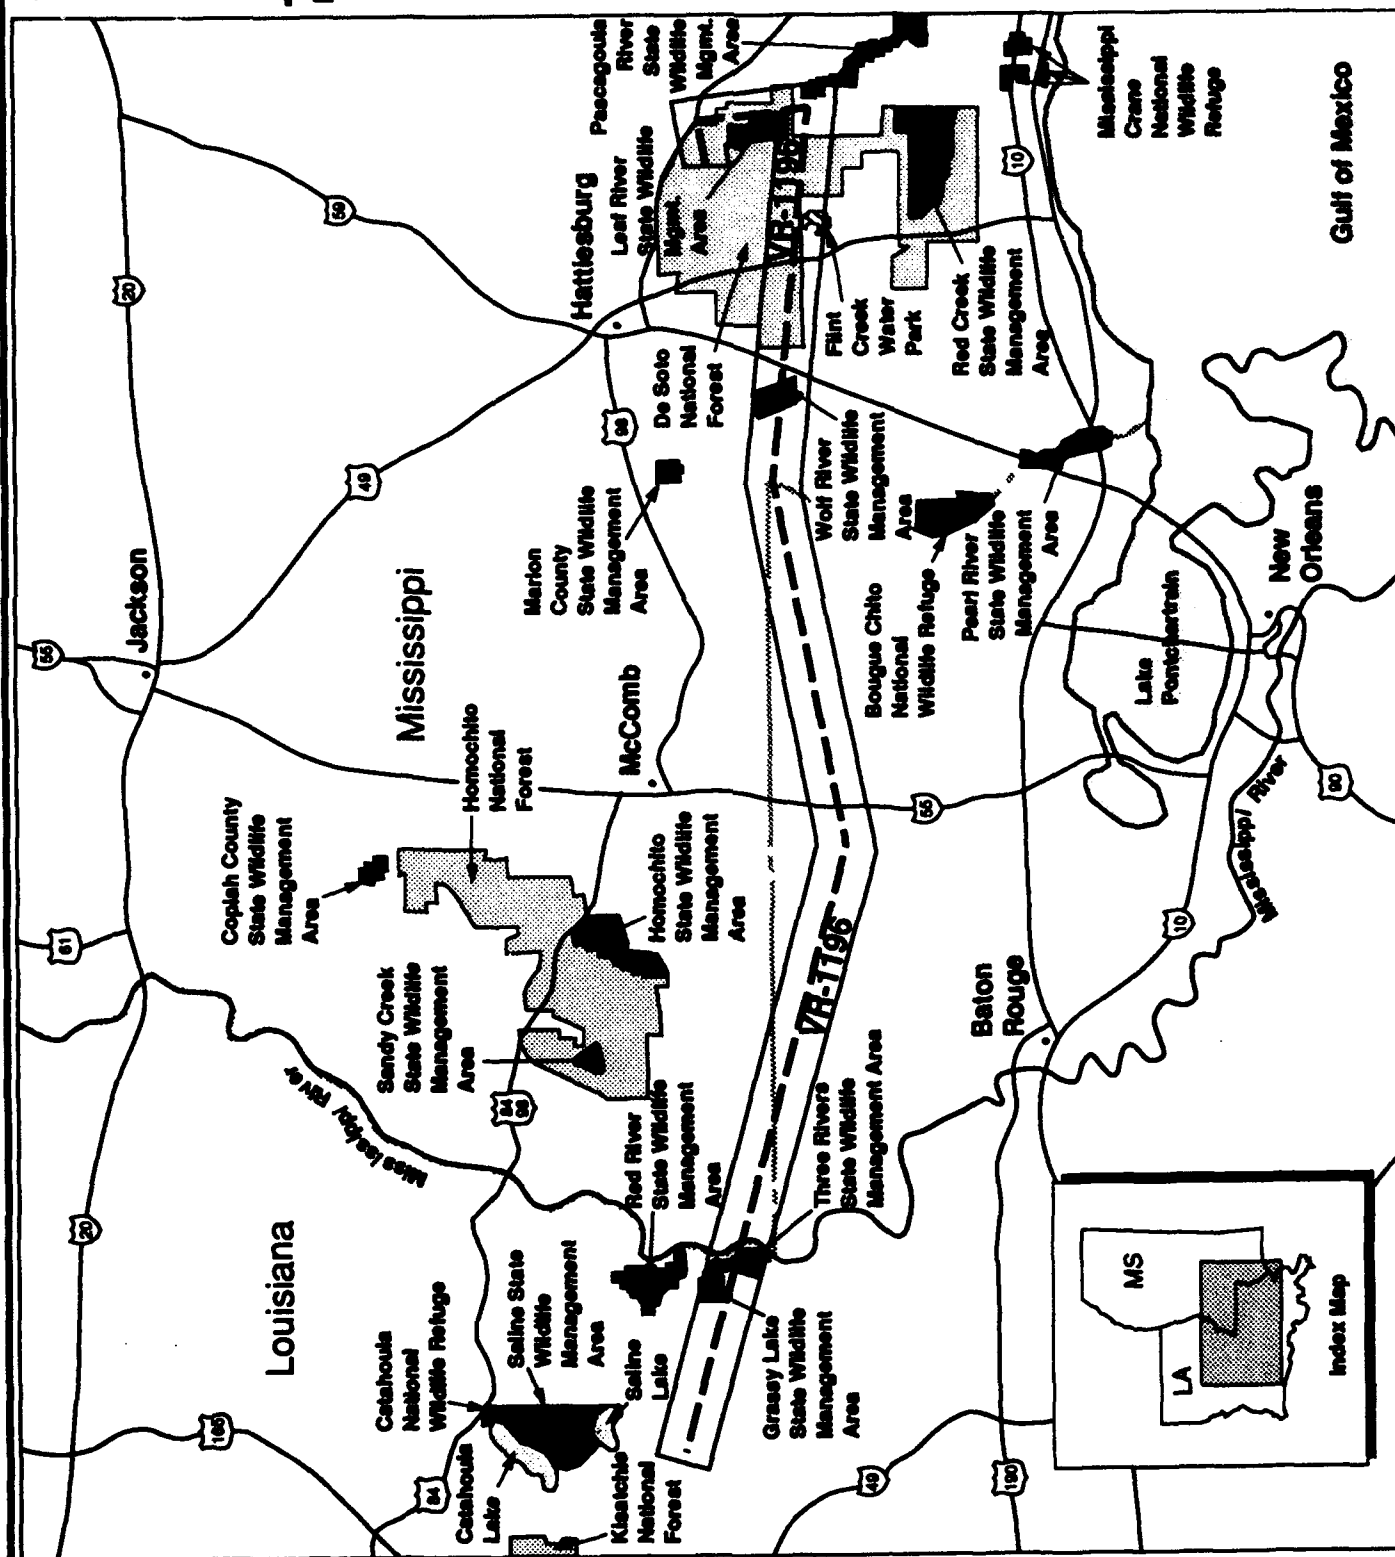 Louisiana
Mississippi
Jackson
Hattiesburg
McComb
Baton
Rouge
New
Orleans
Gulf of Mexico
Lake
Pontchartrain
Mississippi River
Mississippi River
Catahoula
National
Wildlife Refuge
Saline State
Wildlife
Management
Area
Catahoula
Lake
Saline
Lake
Kisatchie
National
Forest
Red River
State Wildlife
Management
Area
Grassy Lake
State Wildlife
Management
Area
Three Rivers
State Wildlife
Management Area
Sandy Creek
State Wildlife
Management
Area
Copiah County
State Wildlife
Management
Area
Homochito
National
Forest
Homochito
State Wildlife
Management
Area
Marion
County
State Wildlife
Management
Area
De Soto
National
Forest
Leaf River
State Wildlife
Mgmt.
Area
Pascagoula
River
State
Wildlife
Mgmt.
Area
Mississippi
Crane
National
Wildlife
Refuge
Red Creek
State Wildlife
Management
Area
Flint
Creek
Water
Park
Wolf River
State Wildlife
Management
Area
Bougue Chito
National
Wildlife Refuge
Pearl River
State Wildlife
Management
Area
VR-1196
VR-1196
165
20
84
61
55
20
59
49
98
84
98
55
10
10
90
49
190
MS
LA
Index Map